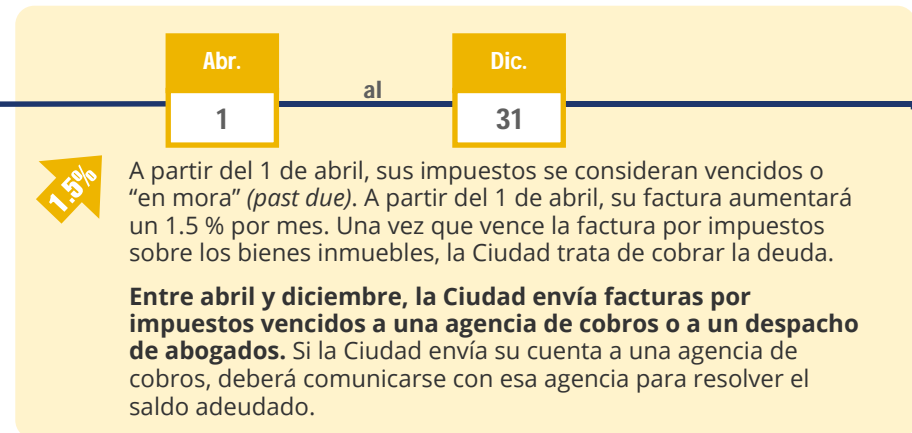 Abr.
Dic.
al
1
31
1.5%
A partir del 1 de abril, sus impuestos se consideran vencidos o
“en mora” (past due). A partir del 1 de abril, su factura aumentará
un 1.5 % por mes. Una vez que vence la factura por impuestos
sobre los bienes inmuebles, la Ciudad trata de cobrar la deuda.
Entre abril y diciembre, la Ciudad envía facturas por
impuestos vencidos a una agencia de cobros o a un despacho
de abogados. Si la Ciudad envía su cuenta a una agencia de
cobros, deberá comunicarse con esa agencia para resolver el
saldo adeudado.